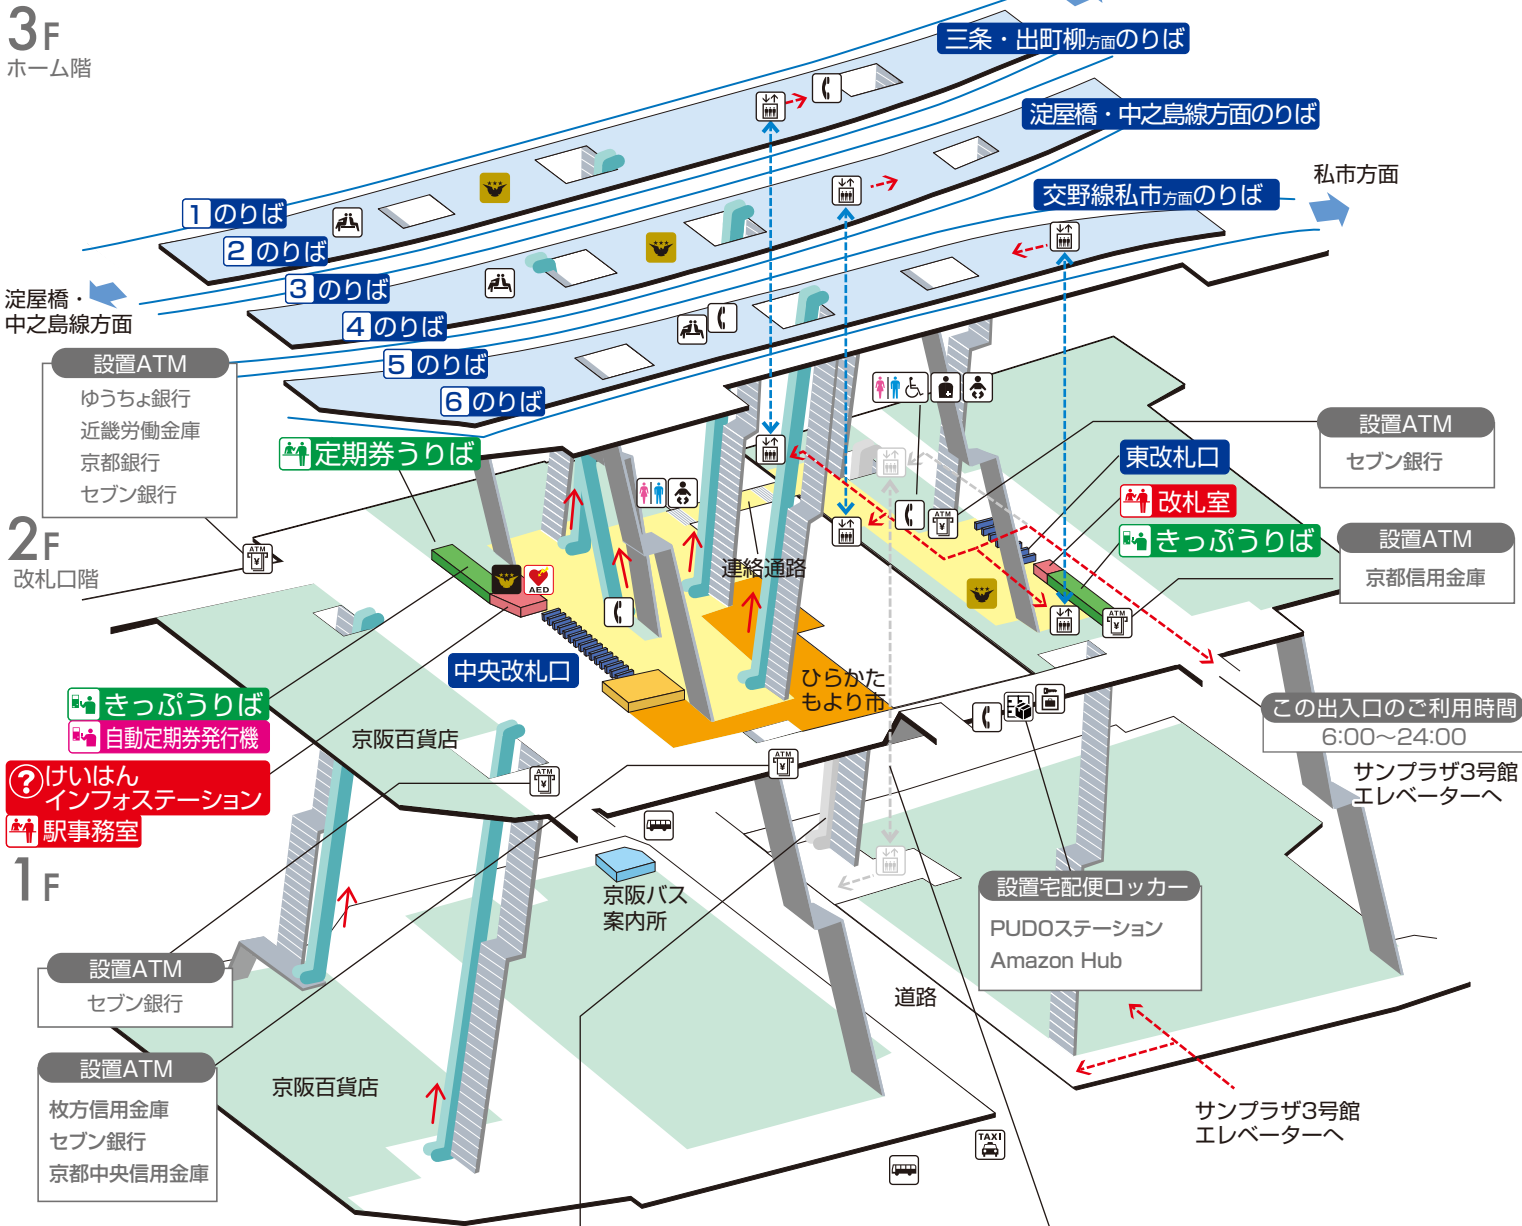 3F
ホーム階
三条・出町柳方面のりば
淀屋橋・中之島線方面のりば
交野線私市方面のりば
私市方面
1 のりば
2 のりば
3 のりば
4 のりば
5 のりば
6 のりば
淀屋橋・
中之島線方面
設置ATM
ゆうちょ銀行
近畿労働金庫
京都銀行
セブン銀行
定期券うりば
設置ATM
セブン銀行
東改札口
改札室
きっぷうりば
設置ATM
京都信用金庫
2F
改札口階
ATM
¥
ATM
¥
ATM
¥
AED
連絡通路
中央改札口
ひらかた
もより市
きっぷうりば
自動定期券発行機
京阪百貨店
?けいはん
インフォステーション
駅事務室
ATM
¥
ATM
¥
この出入口のご利用時間
6:00〜24:00
サンプラザ3号館
エレベーターへ
1F
京阪バス
案内所
設置宅配便ロッカー
PUDOステーション
Amazon Hub
道路
設置ATM
セブン銀行
設置ATM
枚方信用金庫
セブン銀行
京都中央信用金庫
京阪百貨店
サンプラザ3号館
エレベーターへ
TAXI